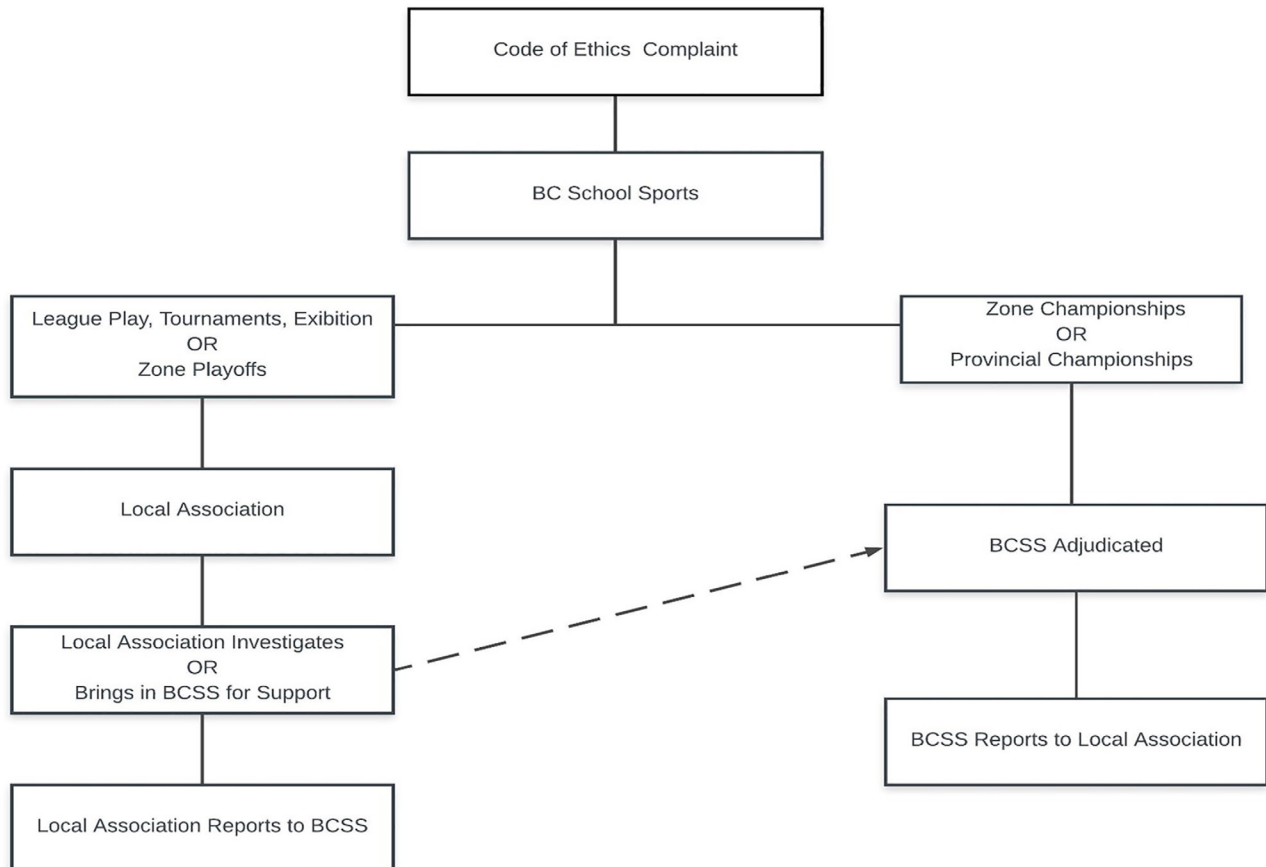 Code of Ethics  Complaint
BC School Sports
League Play, Tournaments, Exibition
OR
Zone Playoffs
Zone Championships
OR
Provincial Championships
Local Association
BCSS Adjudicated
Local Association Investigates
OR
Brings in BCSS for Support
BCSS Reports to Local Association
Local Association Reports to BCSS